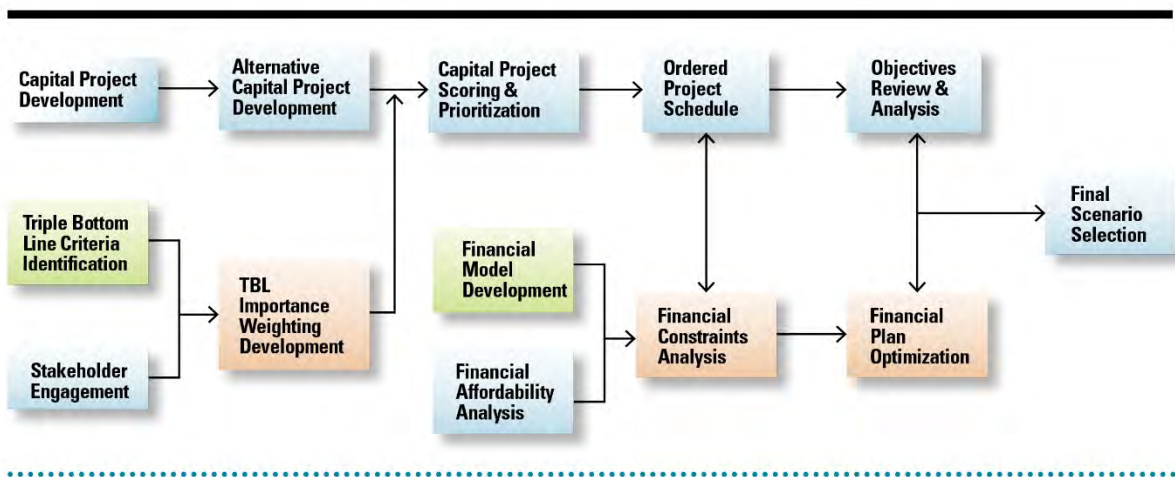 Capital Project
Development
Alternative
Capital Project
Development
Capital Project
Scoring &
Prioritization
Ordered
Project
Schedule
Objectives
Review &
Analysis
Triple Bottom
Line Criteria
Identification
Stakeholder
Engagement
TBL
Importance
Weighting
Development
Financial
Model
Development
Financial
Affordability
Analysis
Financial
Constraints
Analysis
Financial
Plan
Optimization
Final
Scenario
Selection